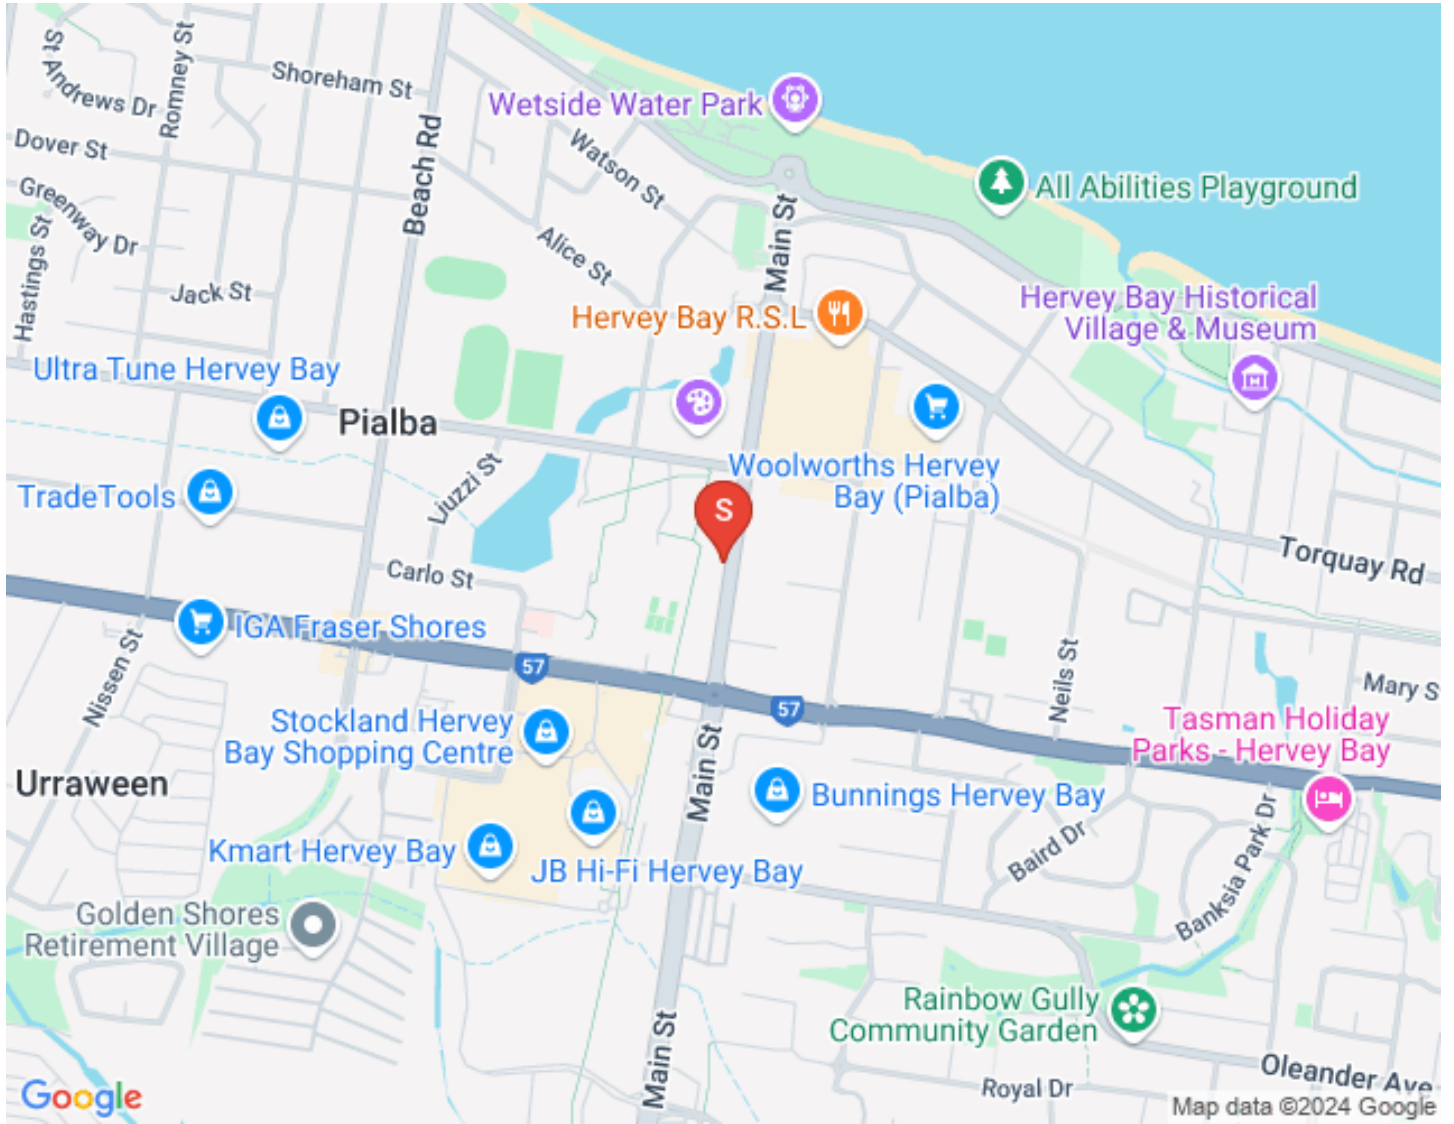 Shoreham St
St Andrews Dr
Romney St
Wetside Water Park
Dover St
Beach Rd
Watson St
All Abilities Playground
Greenway Dr
Hastings St
Alice St
Main St
Jack St
Hervey Bay R.S.L
Hervey Bay Historical
Village & Museum
Ultra Tune Hervey Bay
Pialba
Woolworths Hervey
Bay (Pialba)
TradeTools
Liuzzi St
S
Torquay Rd
Carlo St
IGA Fraser Shores
57
57
Nissen St
Neils St
Mary S
Stockland Hervey
Bay Shopping Centre
Main St
Tasman Holiday
Parks - Hervey Bay
Urraween
Bunnings Hervey Bay
Kmart Hervey Bay
JB Hi-Fi Hervey Bay
Baird Dr
Banksia Park Dr
Golden Shores
Retirement Village
Rainbow Gully
Community Garden
Main St
Oleander Ave
Royal Dr
Google
Map data ©2024 Google